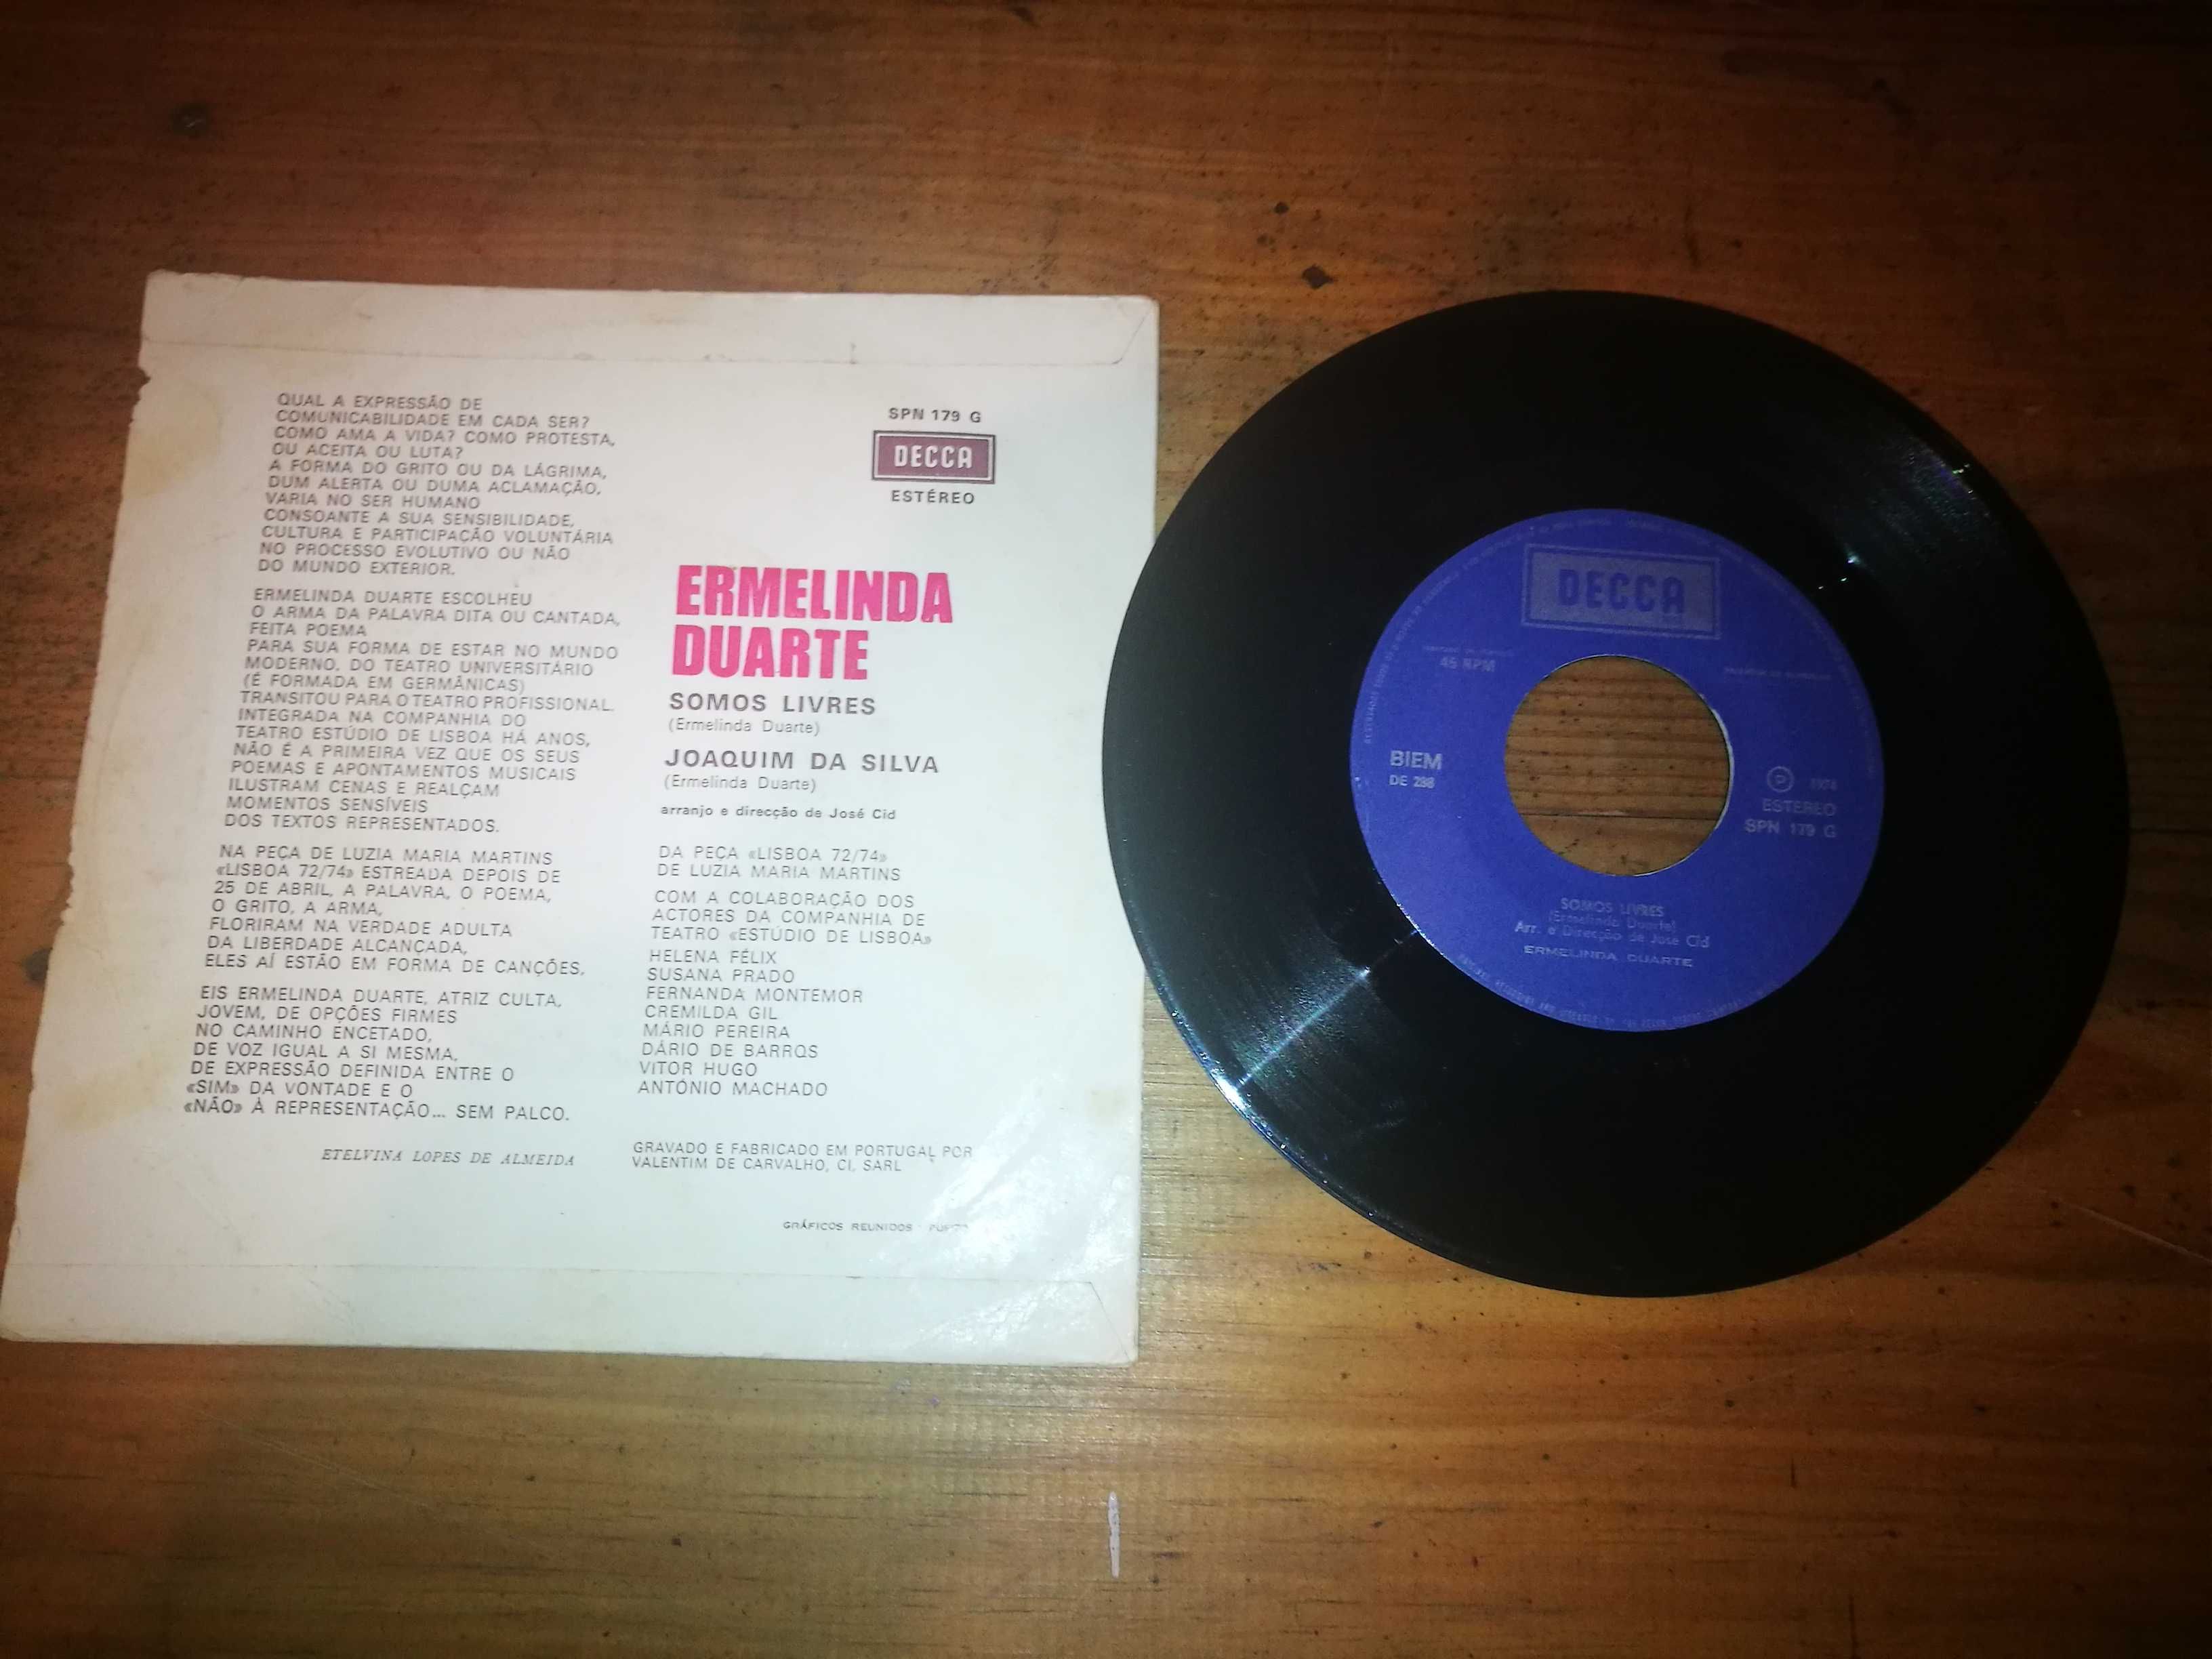 QUAL A EXPRESSÃO DE
COMUNICABILIDADE EM CADA SER?
COMO AMA A VIDA? COMO PROTESTA,
OU ACEITA OU LUTA?
A FORMA DO GRITO OU DA LÁGRIMA,
DUM ALERTA OU DUMA ACLAMAÇÃO,
VARIA NO SER HUMANO
CONSOANTE A SUA SENSIBILIDADE,
CULTURA E PARTICIPAÇÃO VOLUNTÁRIA
NO PROCESSO EVOLUTIVO OU NÃO
DO MUNDO EXTERIOR.
ERMELINDA DUARTE ESCOLHEU
O ARMA DA PALAVRA DITA OU CANTADA,
FEITA POEMA
PARA SUA FORMA DE ESTAR NO MUNDO
MODERNO. DO TEATRO UNIVERSITÁRIO
(É FORMADA EM GERMÂNICAS)
TRANSITOU PARA O TEATRO PROFISSIONAL.
INTEGRADA NA COMPANHIA DO
TEATRO ESTÚDIO DE LISBOA HÁ ANOS,
NÃO É A PRIMEIRA VEZ QUE OS SEUS
POEMAS E APONTAMENTOS MUSICAIS
ILUSTRAM CENAS E REALÇAM
MOMENTOS SENSÍVEIS
DOS TEXTOS REPRESENTADOS.
NA PEÇA DE LUZIA MARIA MARTINS
«LISBOA 72/74» ESTREADA DEPOIS DE
25 DE ABRIL, A PALAVRA, O POEMA,
O GRITO, A ARMA,
FLORIRAM NA VERDADE ADULTA
DA LIBERDADE ALCANÇADA,
ELES AÍ ESTÃO EM FORMA DE CANÇÕES.
EIS ERMELINDA DUARTE, ATRIZ CULTA,
JOVEM, DE OPÇÕES FIRMES
NO CAMINHO ENCETADO,
DE VOZ IGUAL A SI MESMA,
DE EXPRESSÃO DEFINIDA ENTRE O
«SIM» DA VONTADE E O
«NÃO» À REPRESENTAÇÃO... SEM PALCO.
ETELVINA LOPES DE ALMEIDA
SPN 179 G
DECCA
ESTÉREO
ERMELINDA
DUARTE
SOMOS LIVRES
(Ermelinda Duarte)
JOAQUIM DA SILVA
(Ermelinda Duarte)
arranjo e direcção de José Cid
DA PEÇA «LISBOA 72/74»
DE LUZIA MARIA MARTINS
COM A COLABORAÇÃO DOS
ACTORES DA COMPANHIA DE
TEATRO «ESTÚDIO DE LISBOA»
HELENA FÉLIX
SUSANA PRADO
FERNANDA MONTEMOR
CREMILDA GIL
MÁRIO PEREIRA
DÁRIO DE BARROS
VITOR HUGO
ANTÓNIO MACHADO
GRAVADO E FABRICADO EM PORTUGAL POR
VALENTIM DE CARVALHO, CI, SARL
GRÁFICOS REUNIDOS
DECCA
45 RPM
BIEM
DE 288
℗ 1974
ESTÉREO
SPN 179 G
SOMOS LIVRES
(Ermelinda Duarte)
Arr. e Direcção de José Cid
ERMELINDA DUARTE